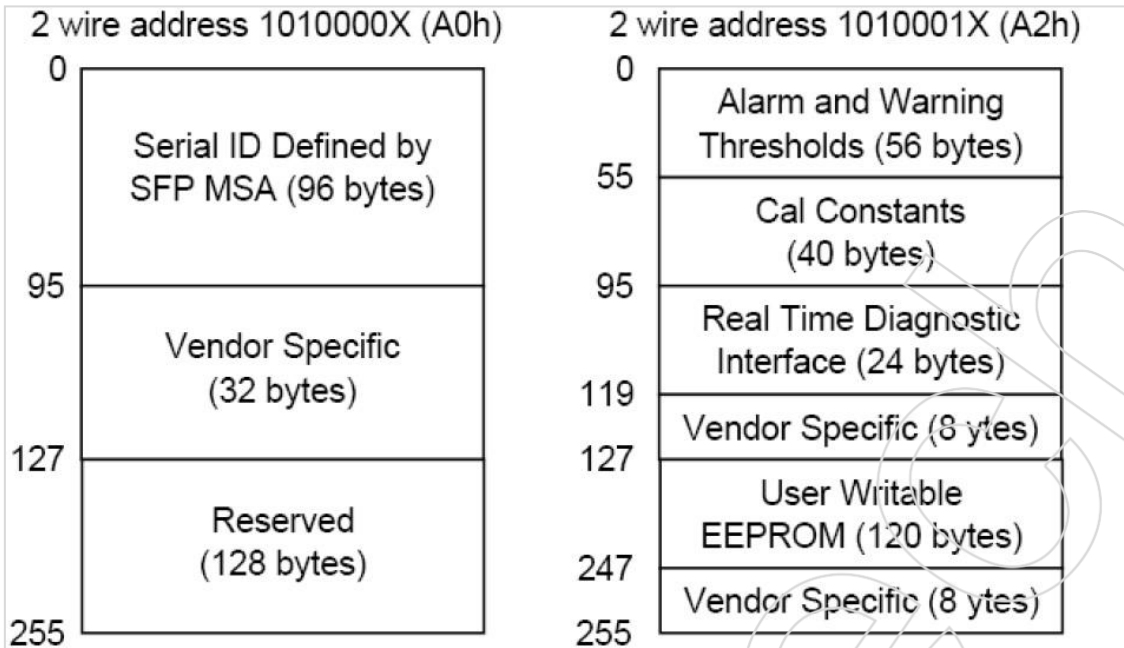 2 wire address 1010000X (A0h)
0
Serial ID Defined by
SFP MSA (96 bytes)
95
Vendor Specific
(32 bytes)
127
Reserved
(128 bytes)
255
2 wire address 1010001X (A2h)
0
Alarm and Warning
Thresholds (56 bytes)
55
Cal Constants
(40 bytes)
95
Real Time Diagnostic
Interface (24 bytes)
119
Vendor Specific (8 ytes)
127
User Writable
EEPROM (120 bytes)
247
Vendor Specific (8 ytes)
255